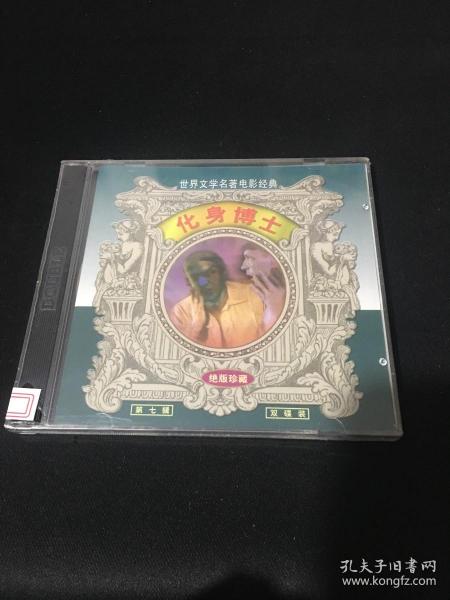 世界文学名著电影经典
化身博士
绝版珍藏
第七辑
双碟装
孔夫子旧书网
www.kongfz.com